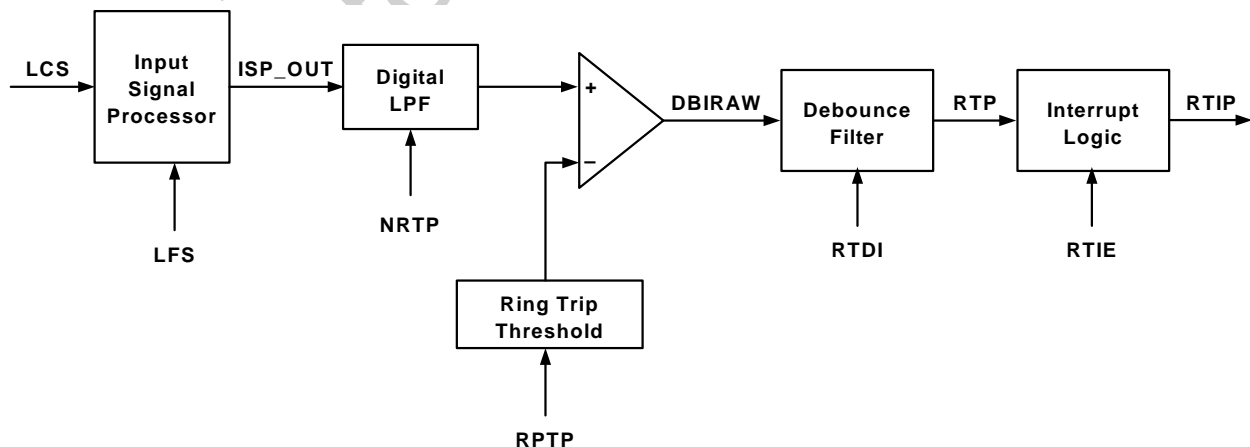 LCS
Input
Signal
Processor
ISP_OUT
Digital
LPF
+
−
DBIRAW
Debounce
Filter
RTP
Interrupt
Logic
RTIP
LFS
NRTP
RTDI
RTIE
Ring Trip
Threshold
RPTP